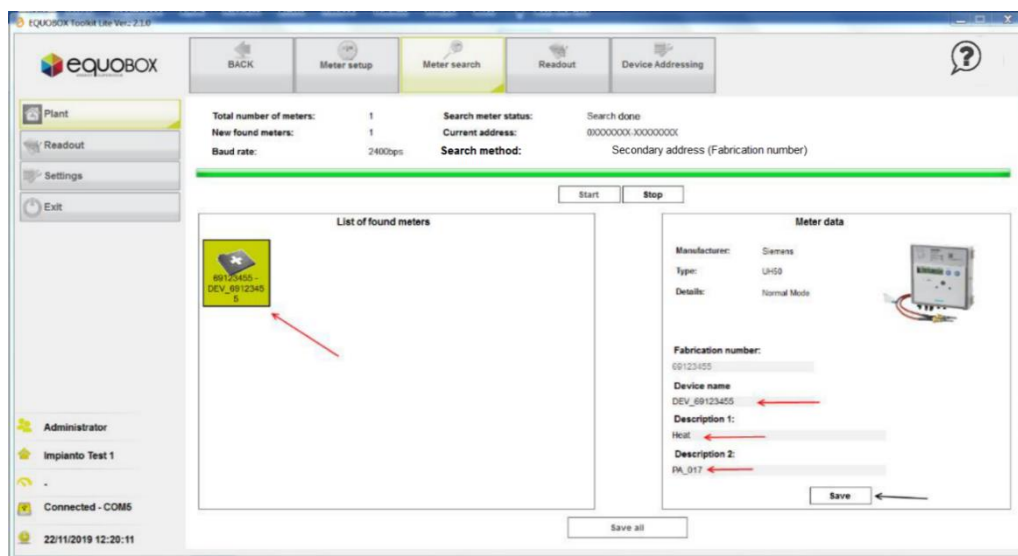 EQUOBOX Toolkit Lite Ver.: 2.1.0
equoBOX
BACK
Meter setup
Meter search
Readout
Device Addressing
?
Plant
Readout
Settings
Exit
Total number of meters: 1
Search meter status: Search done
New found meters: 1
Current address: 0XXXXXXX-XXXXXXXX
Baud rate: 2400bps
Search method: Secondary address (Fabrication number)
Start
Stop
List of found meters
69123455 -
DEV_6912345
5
Meter data
Manufacturer: Siemens
Type: UH50
Details: Normal Mode
Fabrication number:
69123455
Device name
DEV_69123455
Description 1:
Heat
Description 2:
PA_017
Save
Save all
Administrator
Impianto Test 1
-
Connected - COM5
22/11/2019 12:20:11